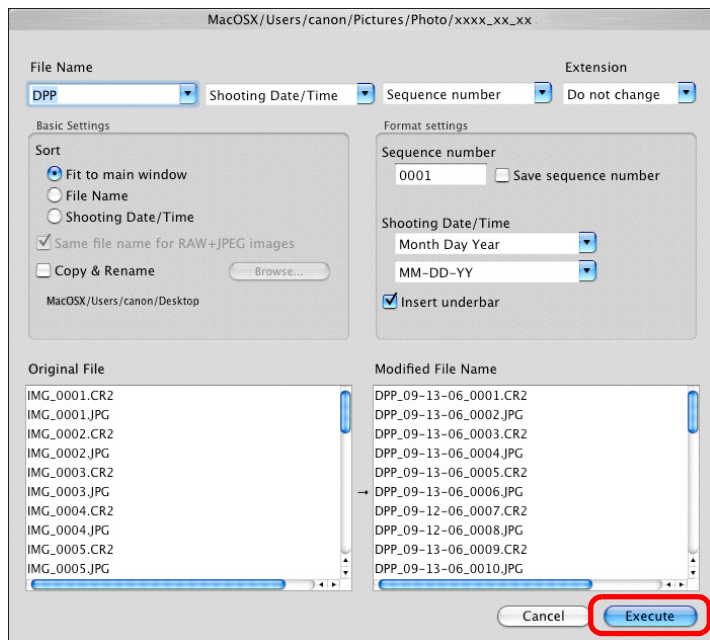 MacOSX/Users/canon/Pictures/Photo/xxxx_xx_xx
File Name
Extension
DPP
Shooting Date/Time
Sequence number
Do not change
Basic Settings
Sort
Fit to main window
File Name
Shooting Date/Time
Same file name for RAW+JPEG images
Copy & Rename
Browse...
MacOSX/Users/canon/Desktop
Format settings
Sequence number
0001
Save sequence number
Shooting Date/Time
Month Day Year
MM-DD-YY
Insert underbar
Original File
IMG_0001.CR2
IMG_0001.JPG
IMG_0002.CR2
IMG_0002.JPG
IMG_0003.CR2
IMG_0003.JPG
IMG_0004.CR2
IMG_0004.JPG
IMG_0005.CR2
IMG_0005.JPG
→
Modified File Name
DPP_09-13-06_0001.CR2
DPP_09-13-06_0002.JPG
DPP_09-13-06_0003.CR2
DPP_09-13-06_0004.JPG
DPP_09-13-06_0005.CR2
DPP_09-13-06_0006.JPG
DPP_09-12-06_0007.CR2
DPP_09-12-06_0008.JPG
DPP_09-13-06_0009.CR2
DPP_09-13-06_0010.JPG
Cancel
Execute